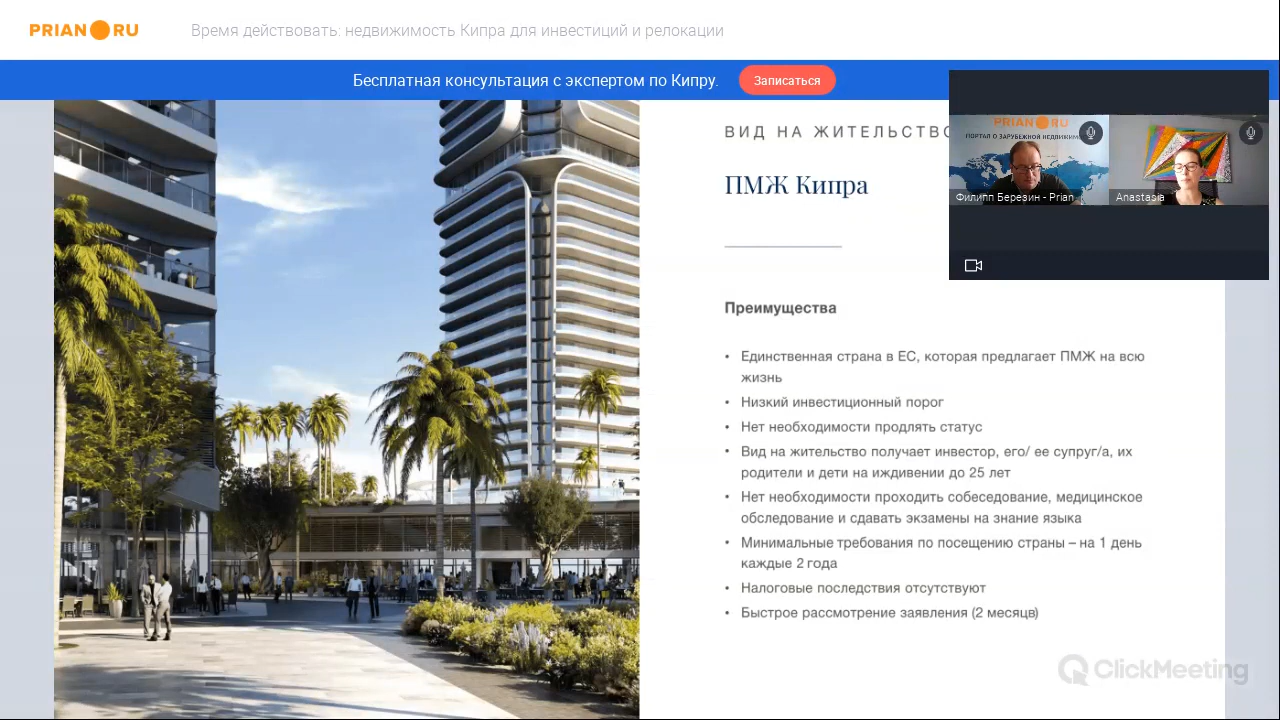 PRIAN RU
Время действовать: недвижимость Кипра для инвестиций и релокации
Бесплатная консультация с экспертом по Кипру.
Записаться
PRIAN RU
ПОРТАЛ О ЗАРУБЕЖНОЙ НЕДВИЖИМ
Филипп Березин - Prian
Anastasia
ВИД НА ЖИТЕЛЬСТВО
ПМЖ Кипра
Преимущества
• Единственная страна в ЕС, которая предлагает ПМЖ на всю
жизнь
• Низкий инвестиционный порог
• Нет необходимости продлять статус
• Вид на жительство получает инвестор, его/ ее супруг/а, их
родители и дети на иждивении до 25 лет
• Нет необходимости проходить собеседование, медицинское
обследование и сдавать экзамены на знание языка
• Минимальные требования по посещению страны – на 1 день
каждые 2 года
• Налоговые последствия отсутствуют
• Быстрое рассмотрение заявления (2 месяцв)
ClickMeeting